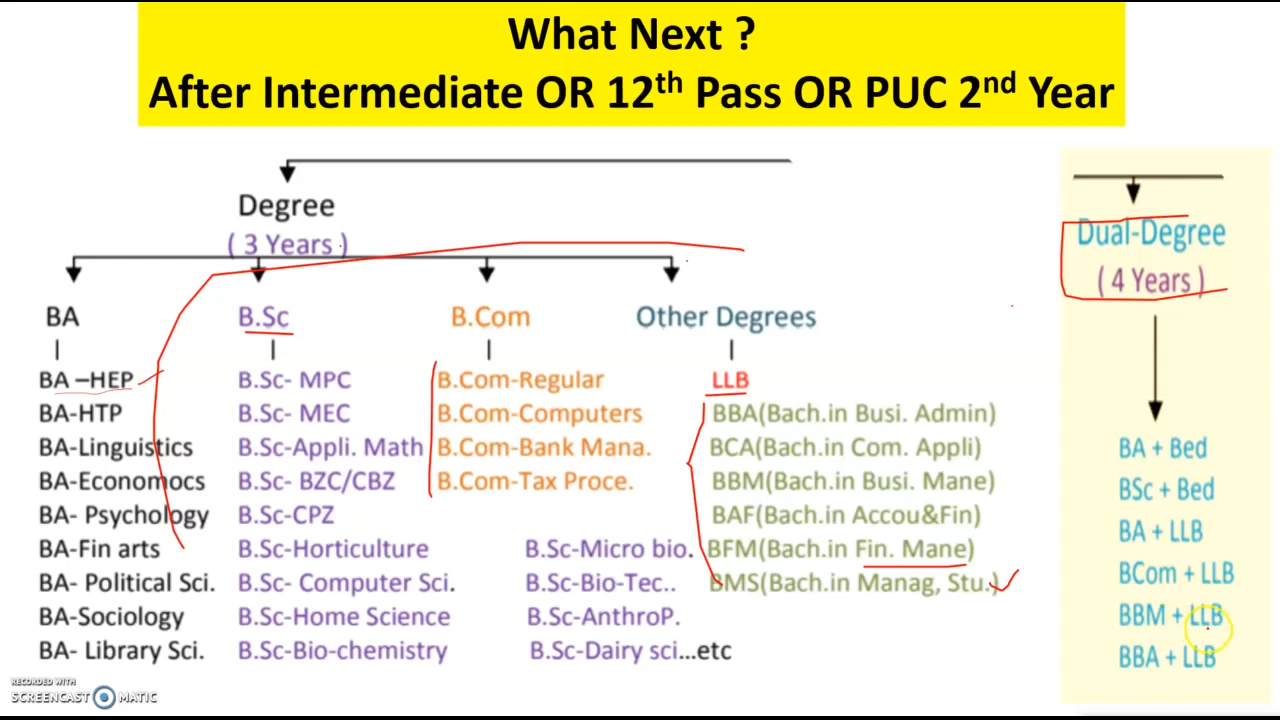 What Next ?
After Intermediate OR 12th Pass OR PUC 2nd Year
Degree
( 3 Years )
BA
BA –HEP
BA-HTP
BA-Linguistics
BA-Economocs
BA- Psychology
BA-Fin arts
BA- Political Sci.
BA-Sociology
BA- Library Sci.
B.Sc
B.Sc- MPC
B.Sc- MEC
B.Sc-Appli. Math
B.Sc- BZC/CBZ
B.Sc-CPZ
B.Sc-Horticulture
B.Sc- Computer Sci.
B.Sc-Home Science
B.Sc-Bio-chemistry
B.Sc-Micro bio.
B.Sc-Bio-Tec..
B.Sc-AnthroP.
B.Sc-Dairy sci...etc
B.Com
B.Com-Regular
B.Com-Computers
B.Com-Bank Mana.
B.Com-Tax Proce.
Other Degrees
LLB
BBA(Bach.in Busi. Admin)
BCA(Bach.in Com. Appli)
BBM(Bach.in Busi. Mane)
BAF(Bach.in Accou&Fin)
BFM(Bach.in Fin. Mane)
BMS(Bach.in Manag, Stu.)
Dual-Degree
( 4 Years )
BA + Bed
BSc + Bed
BA + LLB
BCom + LLB
BBM + LLB
BBA + LLB
RECORDED WITH
SCREENCAST MATIC